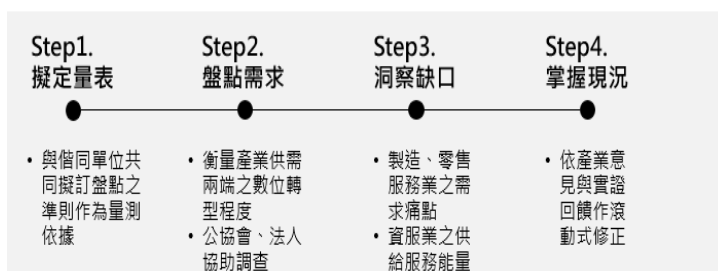 Step1.
擬定量表
Step2.
盤點需求
Step3.
洞察缺口
Step4.
掌握現況
• 與偕同單位共
同擬訂盤點之
準則作為量測
依據
• 衡量產業供需
兩端之數位轉
型程度
• 公協會、法人
協助調查
• 製造、零售
服務業之需
求痛點
• 資服業之供
給服務能量
• 依產業意
見與實證
回饋作滾
動式修正